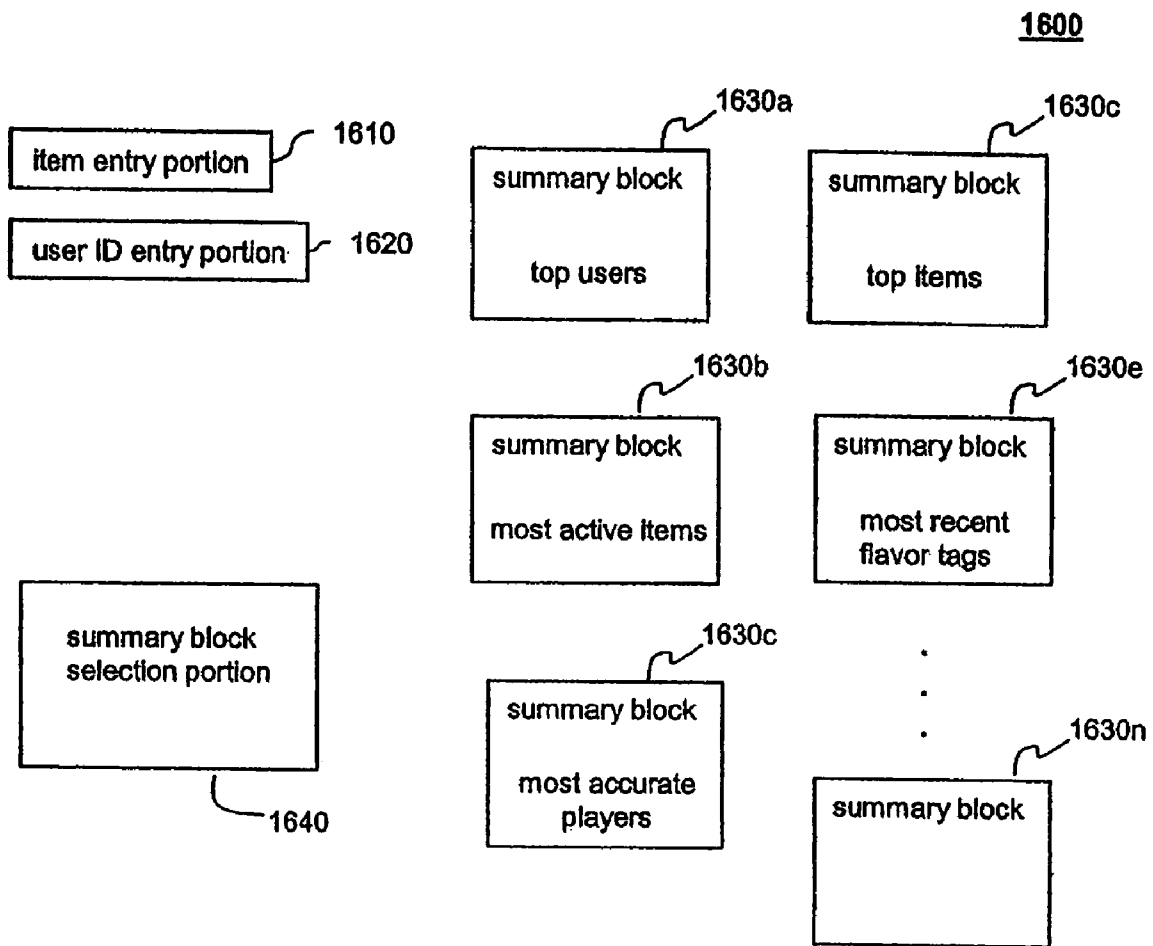 1600
1610
item entry portion
1620
user ID entry portion
1630a
summary block
top users
1630c
summary block
top items
1630b
summary block
most active items
1630e
summary block
most recent
flavor tags
summary block
selection portion
1640
1630c
summary block
most accurate
players
1630n
summary block